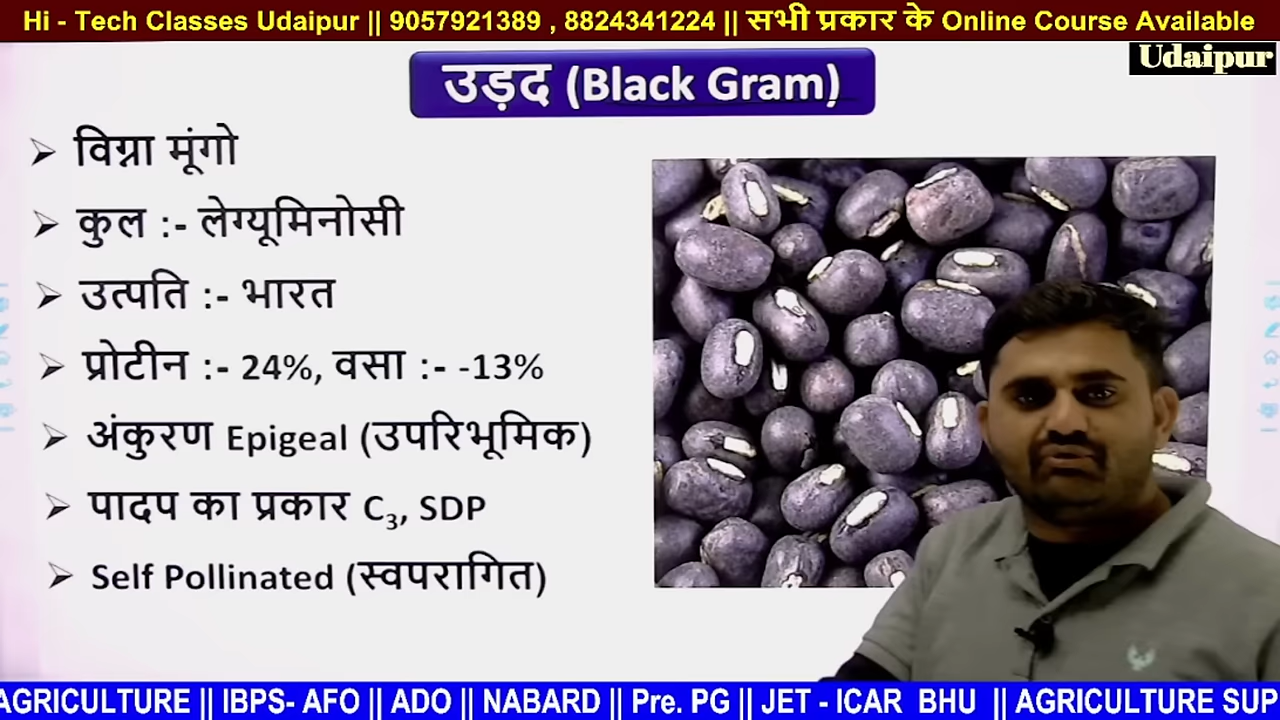 Hi - Tech Classes Udaipur || 9057921389 , 8824341224 || सभी प्रकार के Online Course Available
Udaipur
उड़द (Black Gram)
➢ विग्ना मूंगो
➢ कुल :- लेग्यूमिनोसी
➢ उत्पति :- भारत
➢ प्रोटीन :- 24%, वसा :- -13%
➢ अंकुरण Epigeal (उपरिभूमिक)
➢ पादप का प्रकार C₃, SDP
➢ Self Pollinated (स्वपरागित)
AGRICULTURE || IBPS- AFO || ADO || NABARD || Pre. PG || JET - ICAR BHU || AGRICULTURE SUP